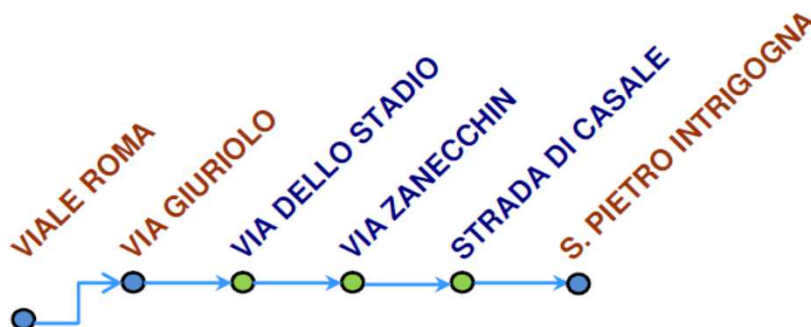 VIALE ROMA
VIA GIURIOLO
VIA DELLO STADIO
VIA ZANECCHIN
STRADA DI CASALE
S. PIETRO INTRIGOGNA